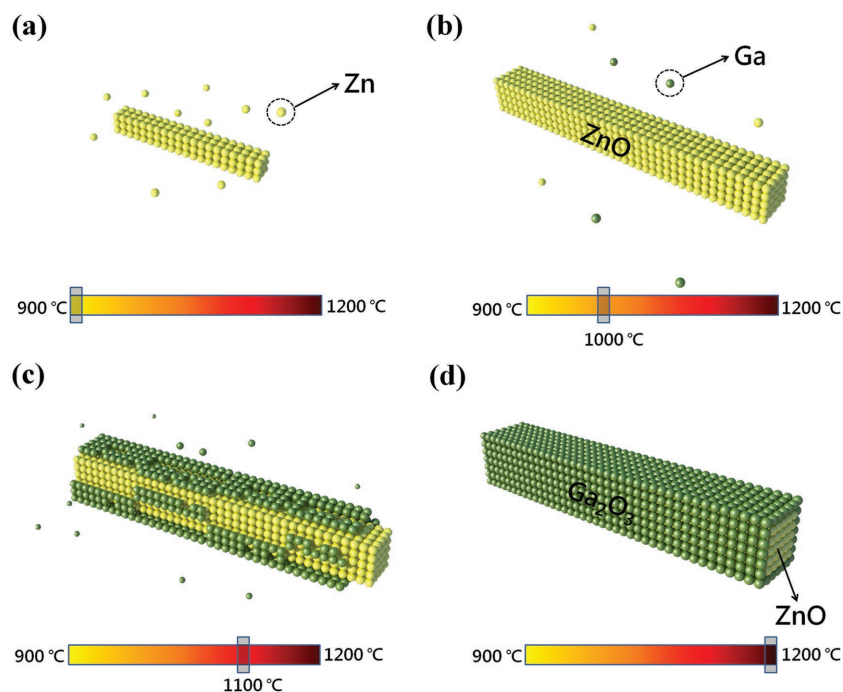 (a)
Zn
900 ℃
1200 ℃
(b)
Ga
ZnO
900 ℃
1200 ℃
1000 ℃
(c)
900 ℃
1200 ℃
1100 ℃
(d)
Ga₂O₃
ZnO
900 ℃
1200 ℃